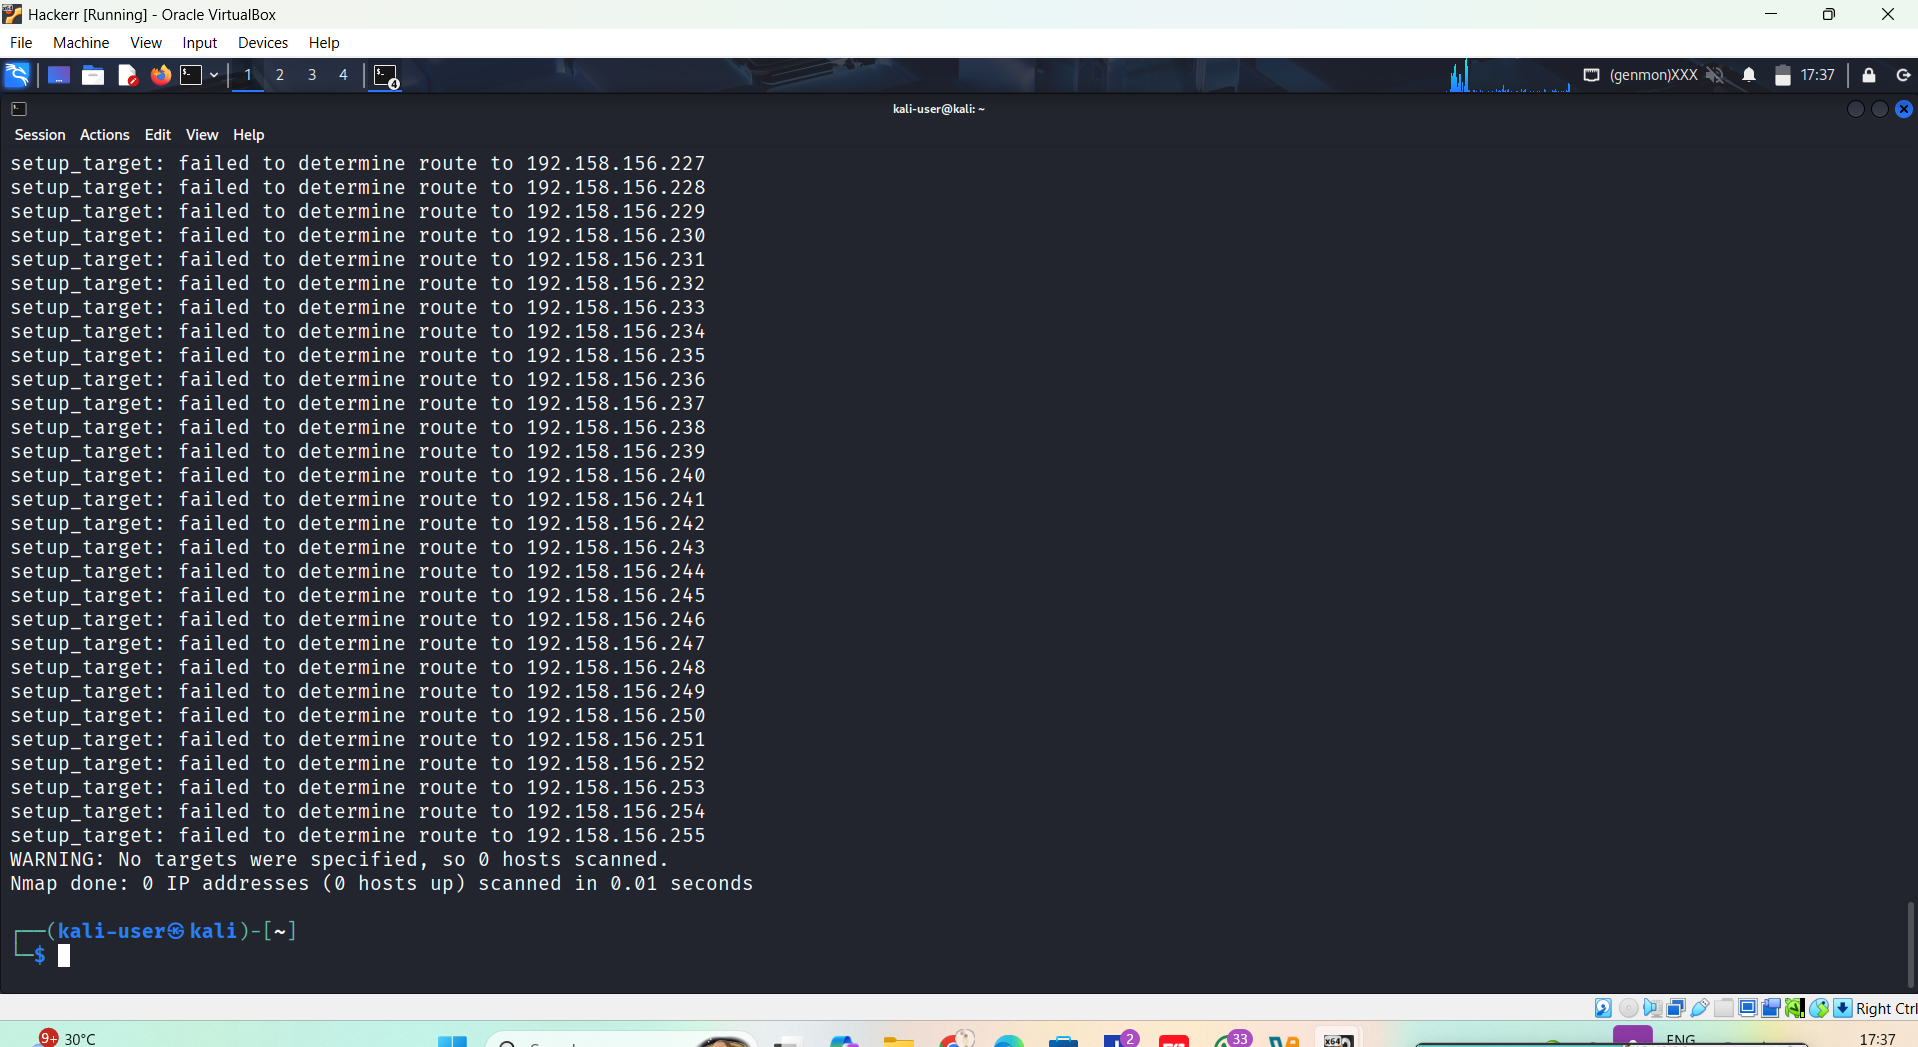 Hackerr [Running] - Oracle VirtualBox
File Machine View Input Devices Help
1 2 3 4 4 (genmon)XXX 17:37
kali-user@kali: ~
Session Actions Edit View Help
setup_target: failed to determine route to 192.158.156.227
setup_target: failed to determine route to 192.158.156.228
setup_target: failed to determine route to 192.158.156.229
setup_target: failed to determine route to 192.158.156.230
setup_target: failed to determine route to 192.158.156.231
setup_target: failed to determine route to 192.158.156.232
setup_target: failed to determine route to 192.158.156.233
setup_target: failed to determine route to 192.158.156.234
setup_target: failed to determine route to 192.158.156.235
setup_target: failed to determine route to 192.158.156.236
setup_target: failed to determine route to 192.158.156.237
setup_target: failed to determine route to 192.158.156.238
setup_target: failed to determine route to 192.158.156.239
setup_target: failed to determine route to 192.158.156.240
setup_target: failed to determine route to 192.158.156.241
setup_target: failed to determine route to 192.158.156.242
setup_target: failed to determine route to 192.158.156.243
setup_target: failed to determine route to 192.158.156.244
setup_target: failed to determine route to 192.158.156.245
setup_target: failed to determine route to 192.158.156.246
setup_target: failed to determine route to 192.158.156.247
setup_target: failed to determine route to 192.158.156.248
setup_target: failed to determine route to 192.158.156.249
setup_target: failed to determine route to 192.158.156.250
setup_target: failed to determine route to 192.158.156.251
setup_target: failed to determine route to 192.158.156.252
setup_target: failed to determine route to 192.158.156.253
setup_target: failed to determine route to 192.158.156.254
setup_target: failed to determine route to 192.158.156.255
WARNING: No targets were specified, so 0 hosts scanned.
Nmap done: 0 IP addresses (0 hosts up) scanned in 0.01 seconds
┌──(kali-user㉿kali)-[~]
└─$
Right Ctrl
9+ 30°C 2 33 ENG 17:37